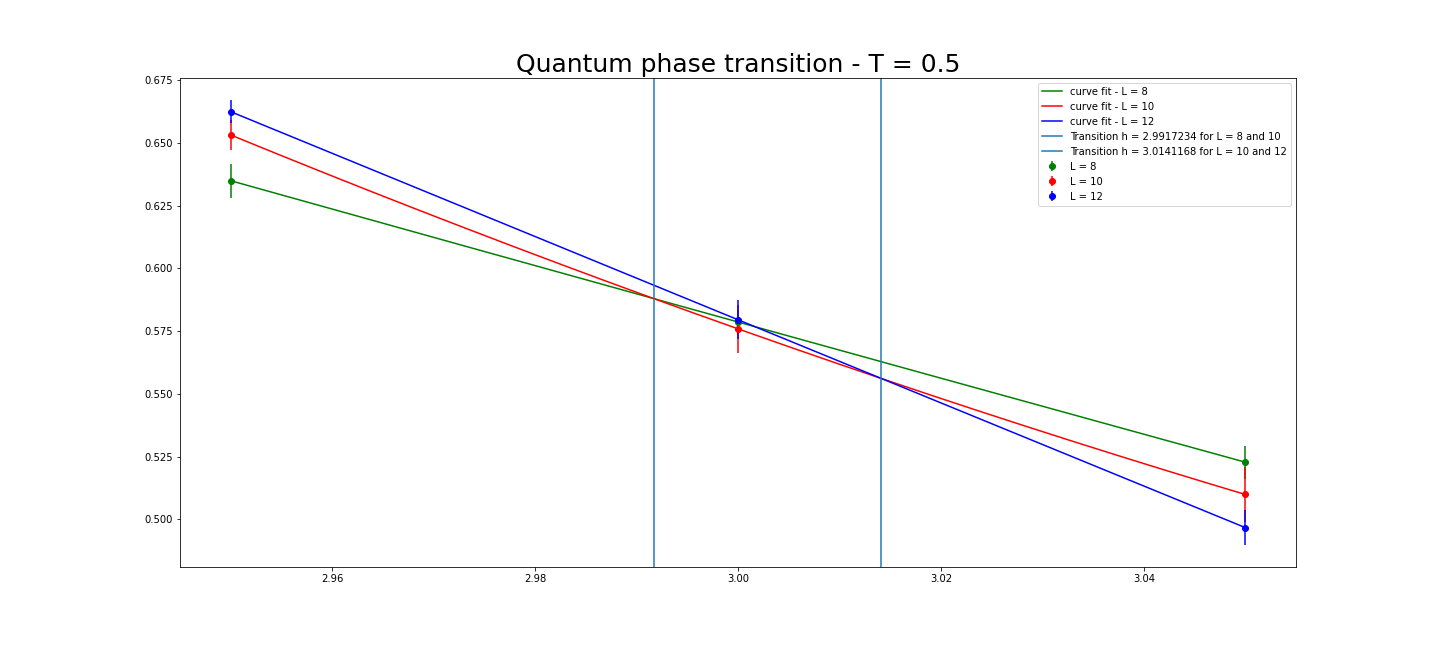 Quantum phase transition - T = 0.5
0.675
0.650
0.625
0.600
0.575
0.550
0.525
0.500
2.96
2.98
3.00
3.02
3.04
curve fit - L = 8
curve fit - L = 10
curve fit - L = 12
Transition h = 2.9917234 for L = 8 and 10
Transition h = 3.0141168 for L = 10 and 12
L = 8
L = 10
L = 12